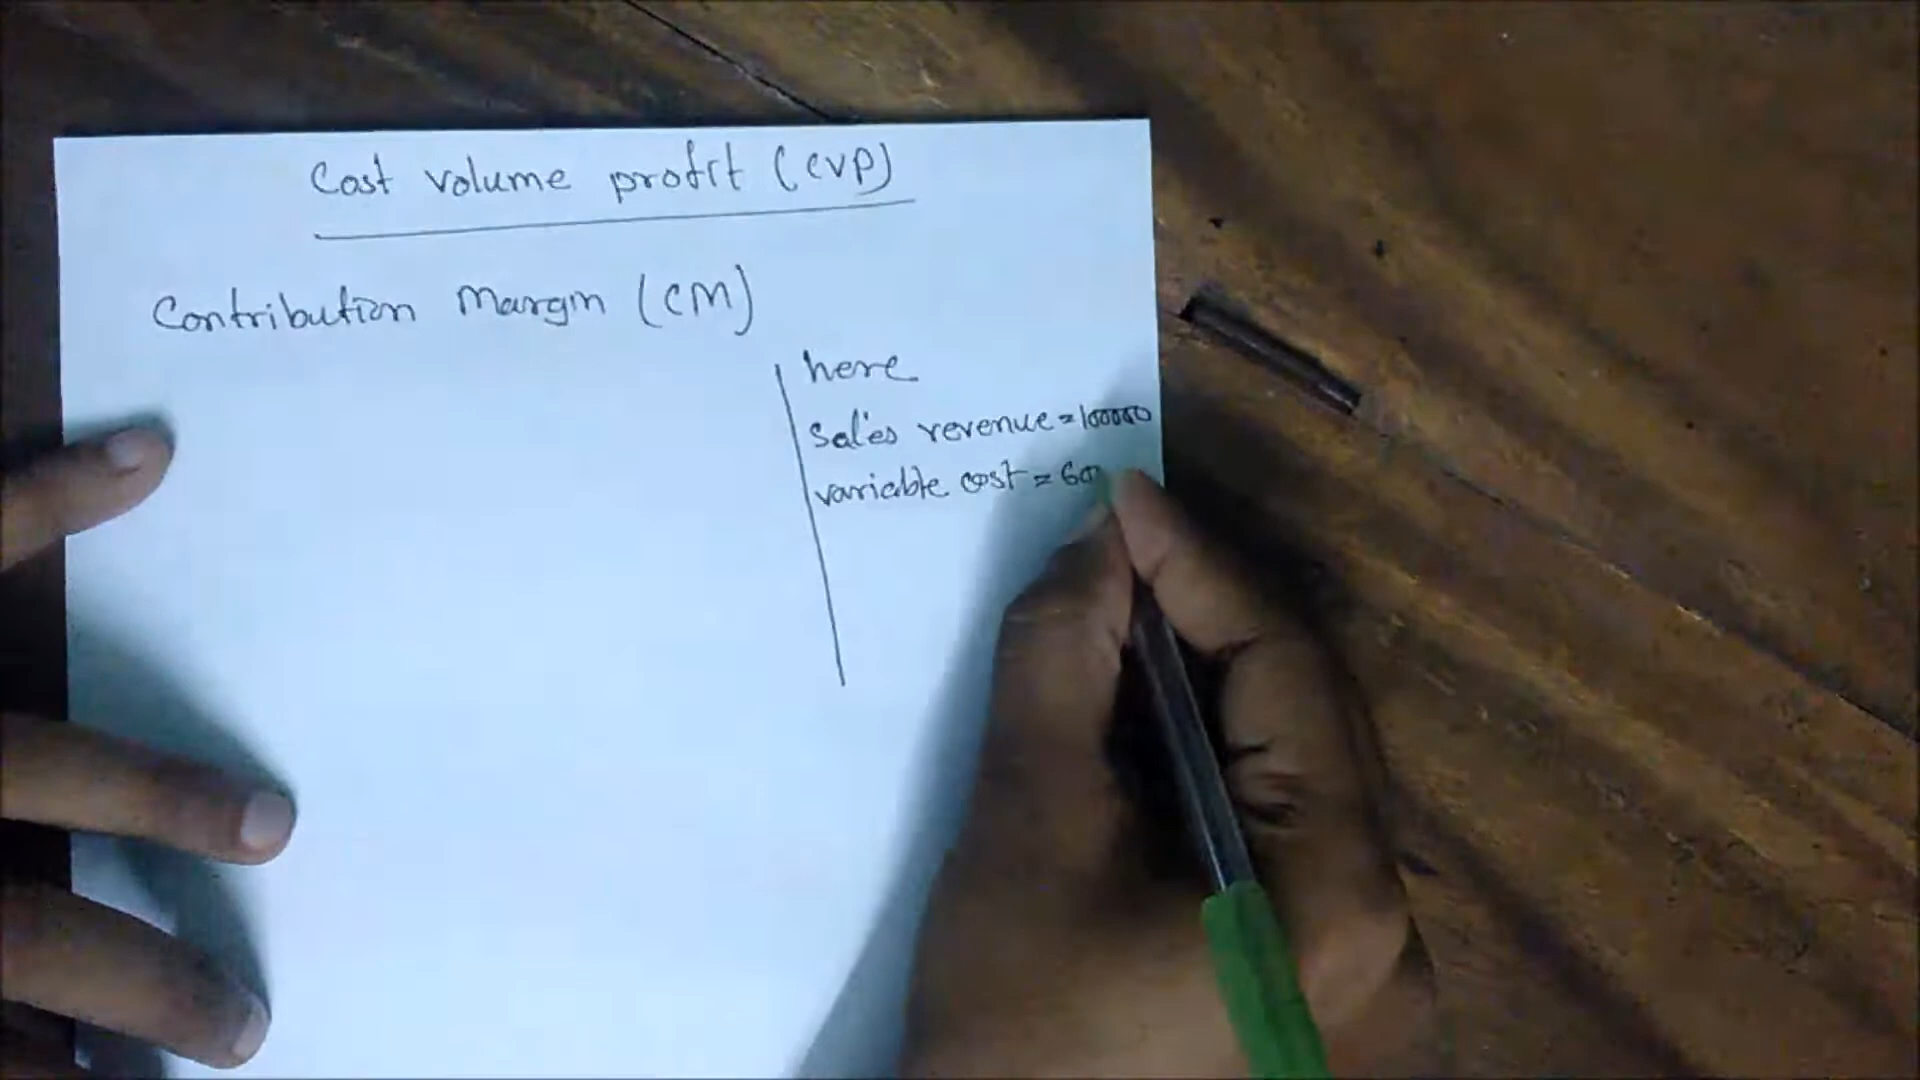 Cost volume profit (CVP)
Contribution Margin (CM)
here
Sales revenue = 100000
variable cost = 60